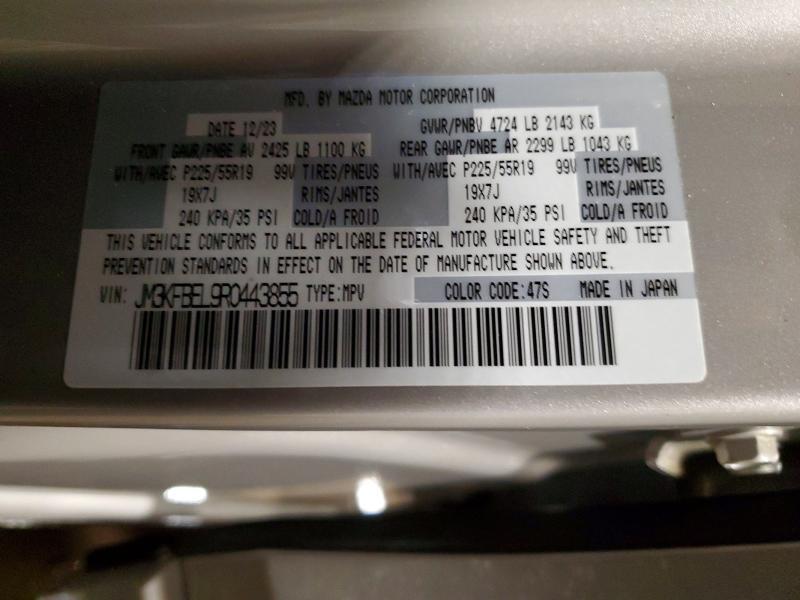 MFD. BY MAZDA MOTOR CORPORATION
DATE 12/23 GVWR/PNBV 4724 LB 2143 KG
FRONT GAWR/PNBE AV 2425 LB 1100 KG REAR GAWR/PNBE AR 2299 LB 1043 KG
WITH/AVEC P225/55R19 99V TIRES/PNEUS WITH/AVEC P225/55R19 99V TIRES/PNEUS
19X7J RIMS/JANTES 19X7J RIMS/JANTES
240 KPA/35 PSI COLD/A FROID 240 KPA/35 PSI COLD/A FROID
THIS VEHICLE CONFORMS TO ALL APPLICABLE FEDERAL MOTOR VEHICLE SAFETY AND THEFT
PREVENTION STANDARDS IN EFFECT ON THE DATE OF MANUFACTURE SHOWN ABOVE.
VIN: JM3KFBEL9R0443855 TYPE:MPV COLOR CODE:47S MADE IN JAPAN